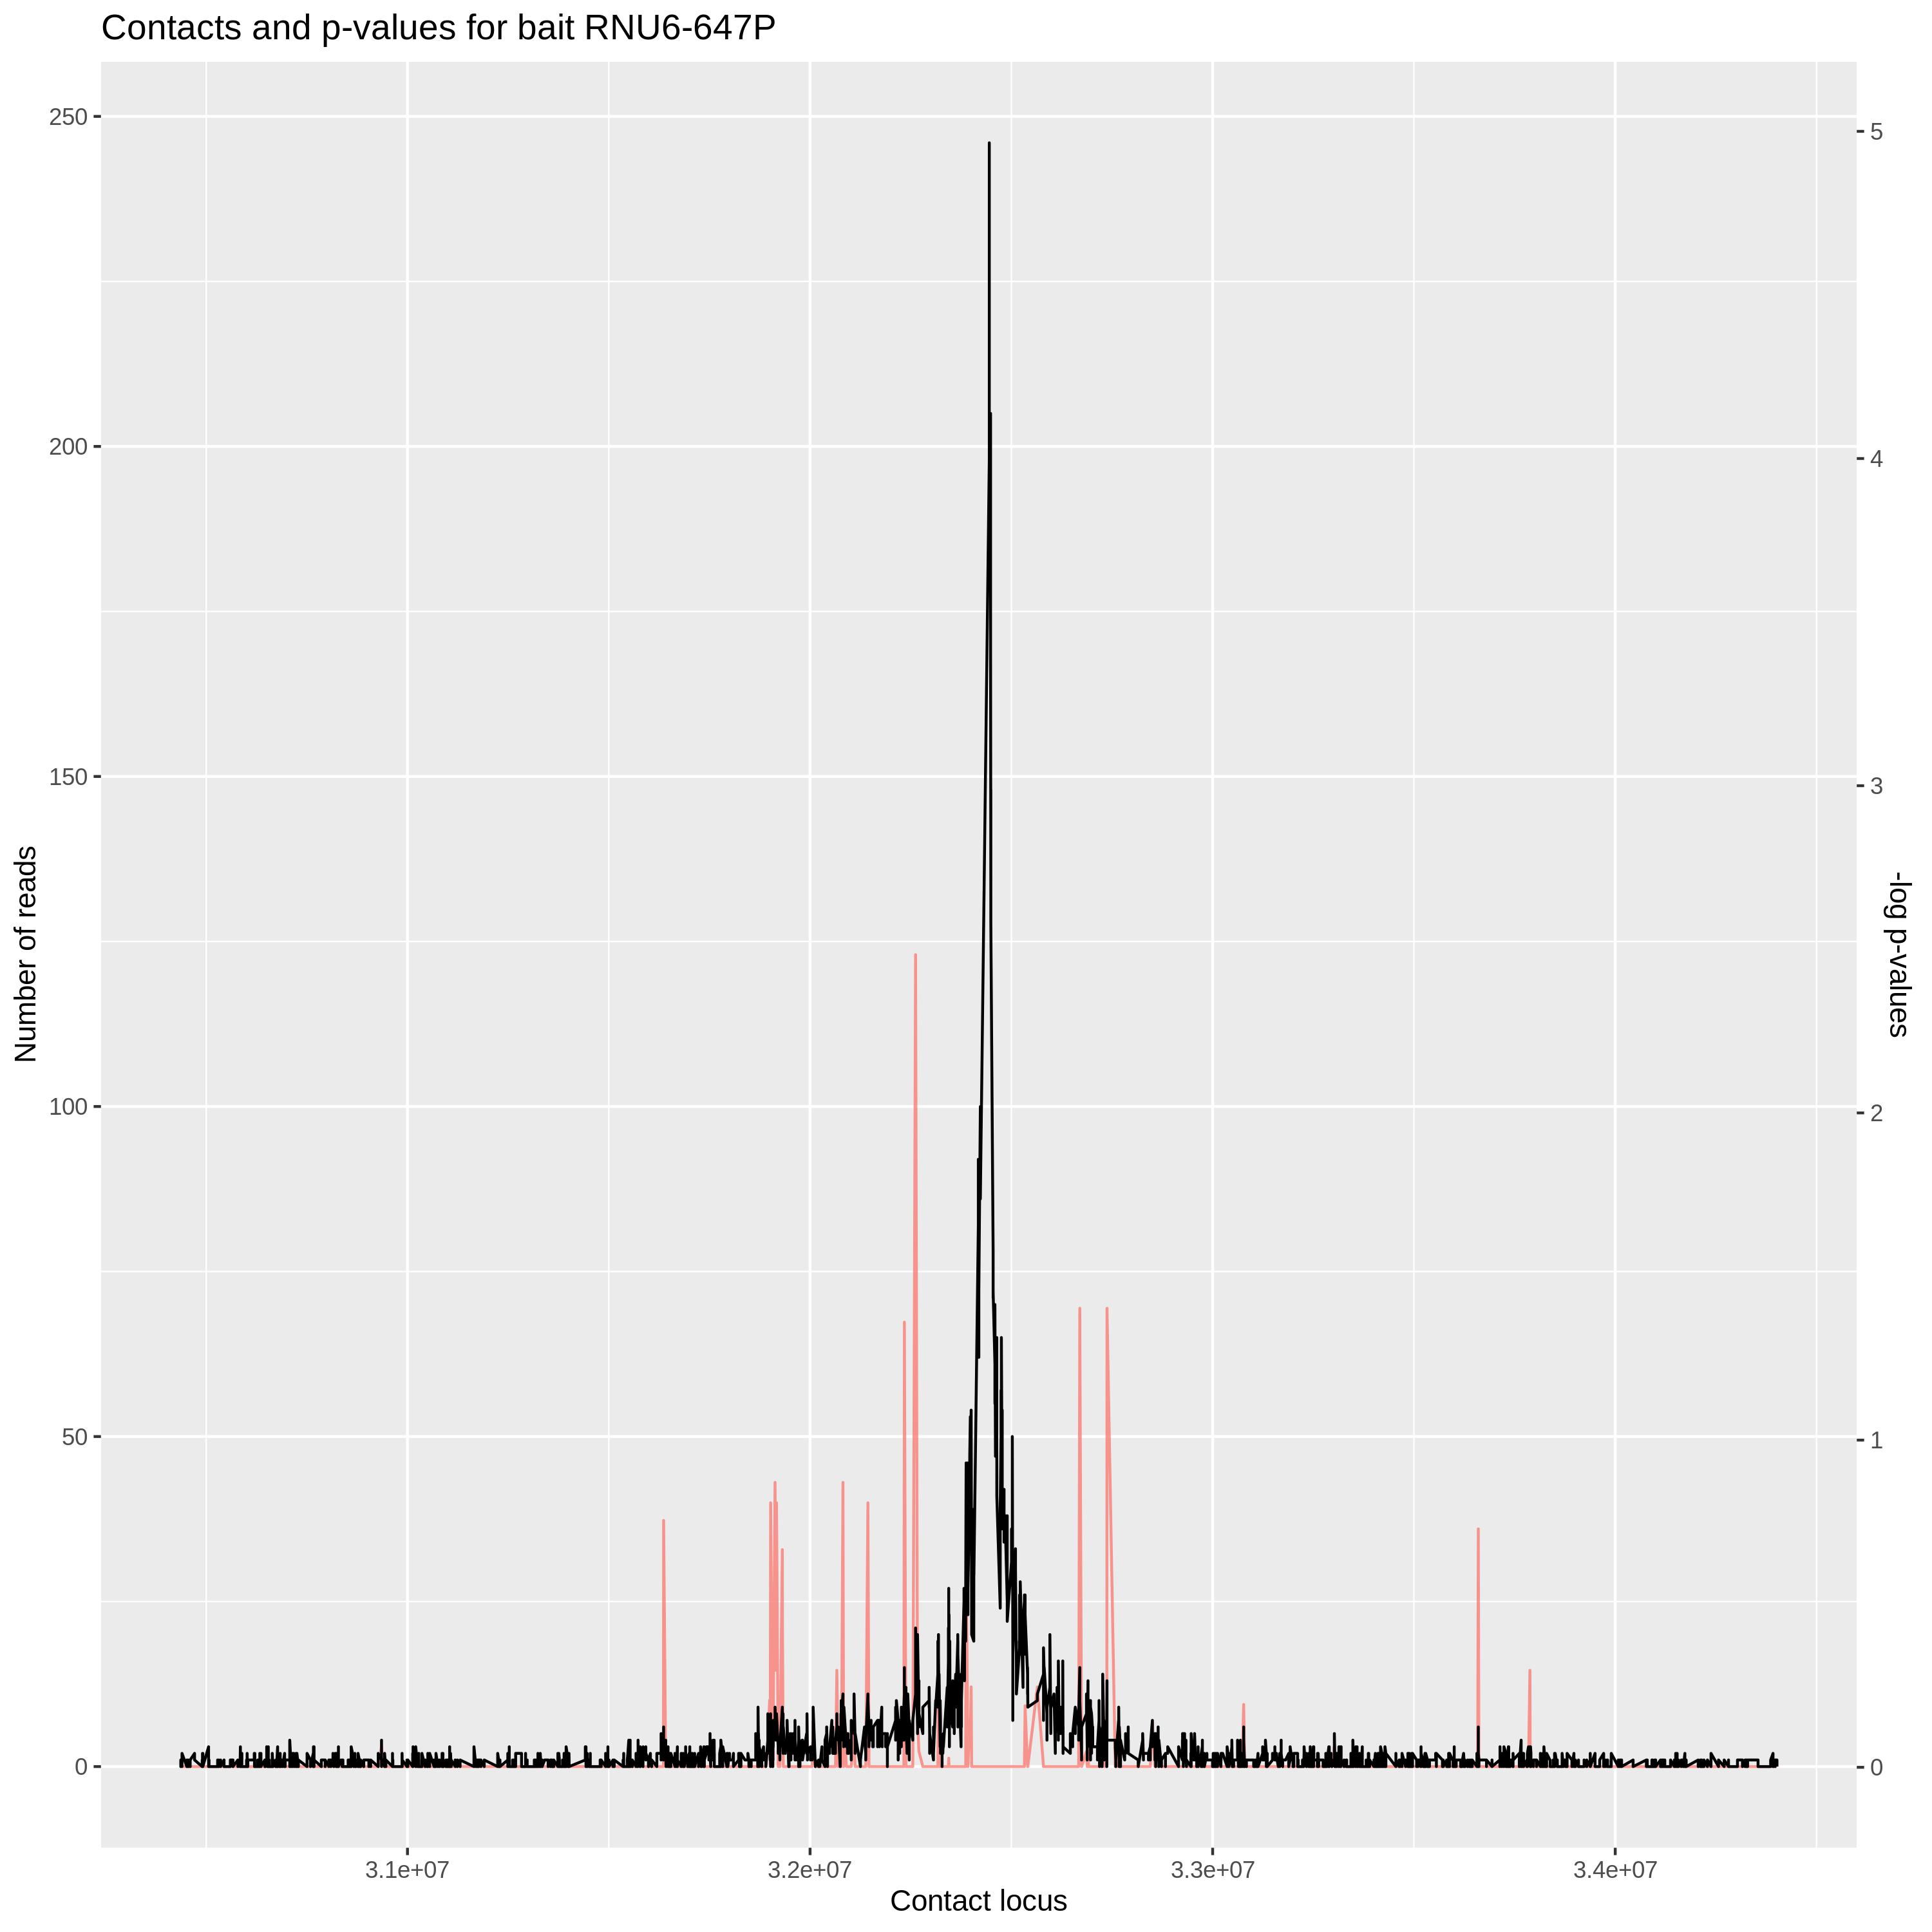 Contacts and p-values for bait RNU6-647P
250
200
150
100
50
0
Number of reads
5
4
3
2
1
0
-log p-values
3.1e+07
3.2e+07
3.3e+07
3.4e+07
Contact locus